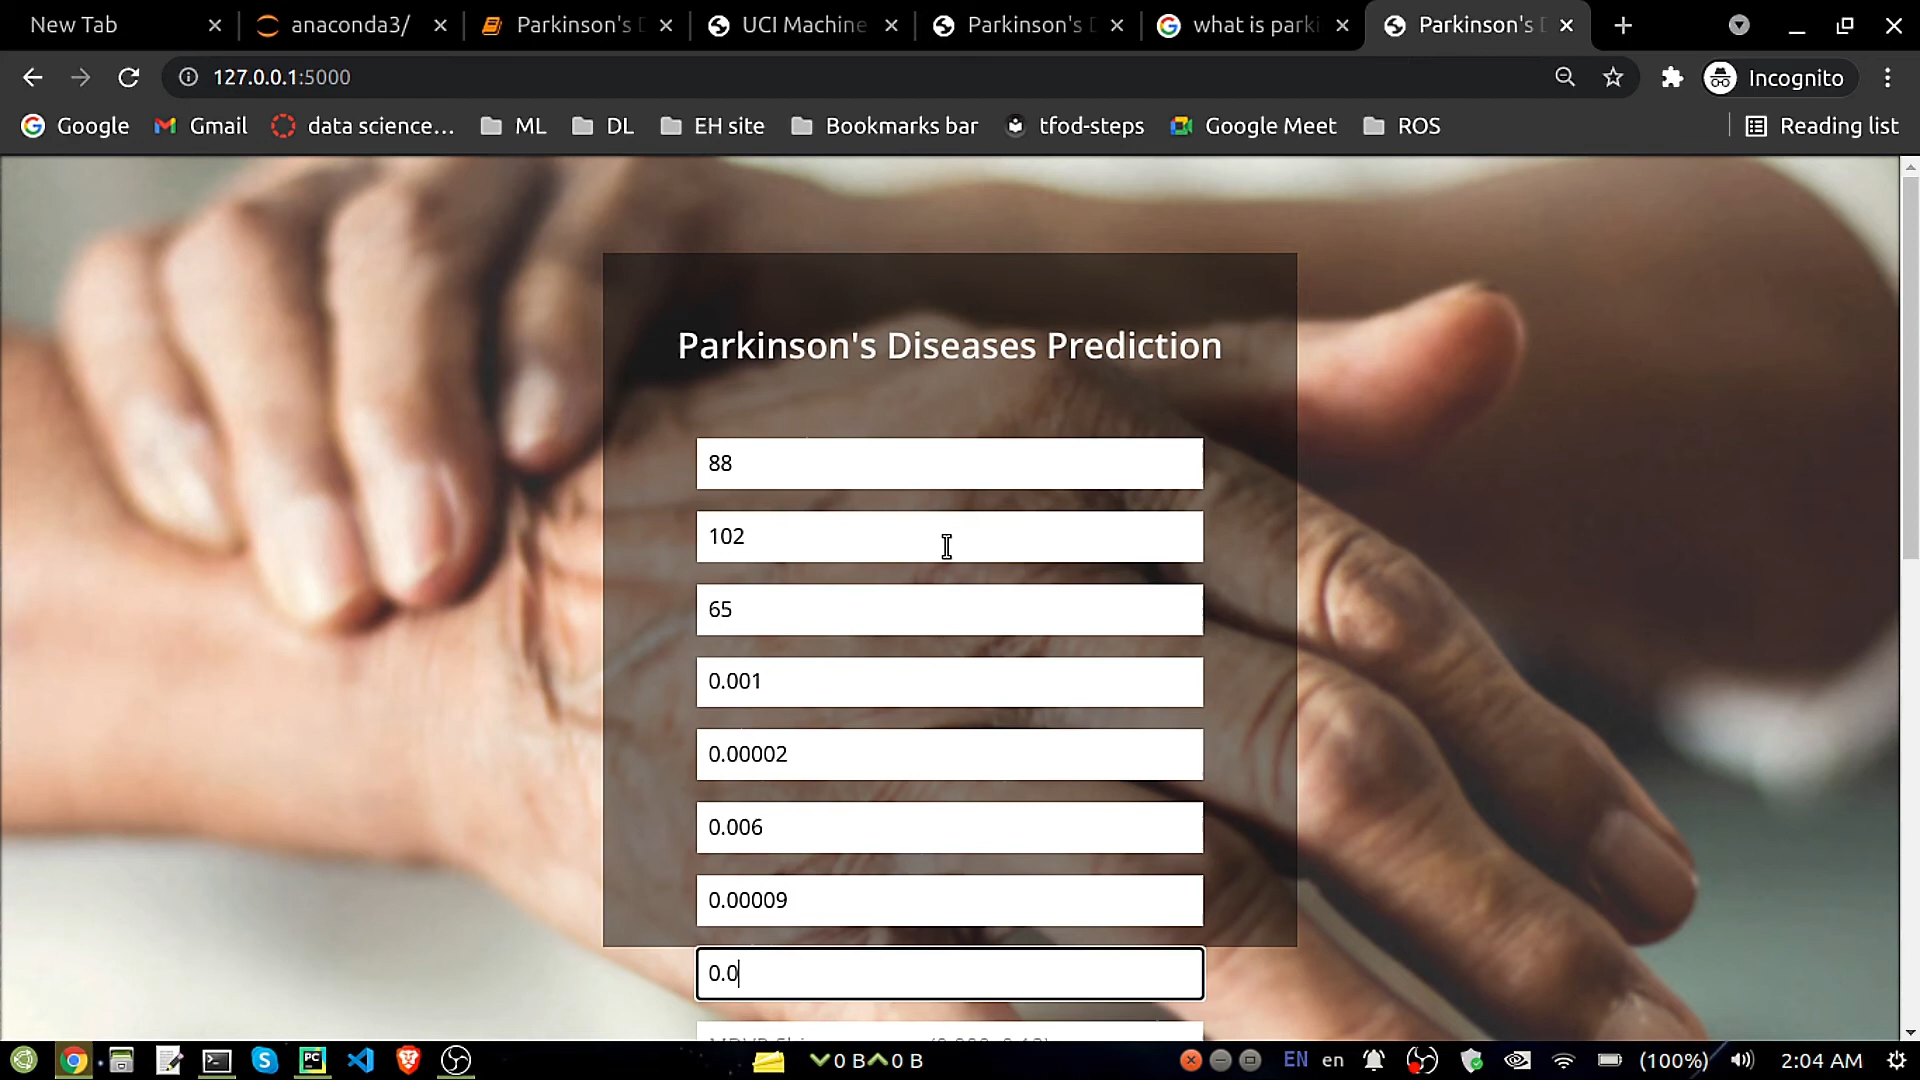 New Tab
anaconda3/
Parkinson's D
UCI Machine
Parkinson's D
what is parki
Parkinson's D
127.0.0.1:5000
Incognito
Google
Gmail
data science...
ML
DL
EH site
Bookmarks bar
tfod-steps
Google Meet
ROS
Reading list
Parkinson's Diseases Prediction
88
102
65
0.001
0.00002
0.006
0.00009
0.0
0 B 0 B
EN
en
(100%)
2:04 AM